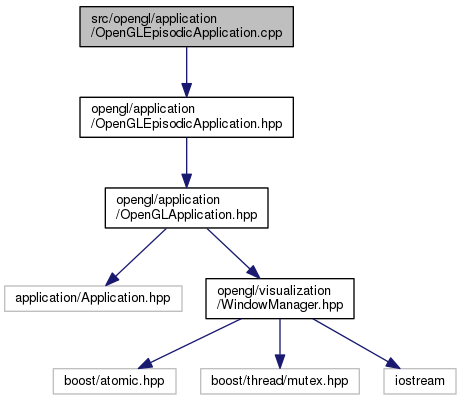 src/opengl/application
/OpenGLEpisodicApplication.cpp
opengl/application
/OpenGLEpisodicApplication.hpp
opengl/application
/OpenGLApplication.hpp
application/Application.hpp
opengl/visualization
/WindowManager.hpp
boost/atomic.hpp
boost/thread/mutex.hpp
iostream